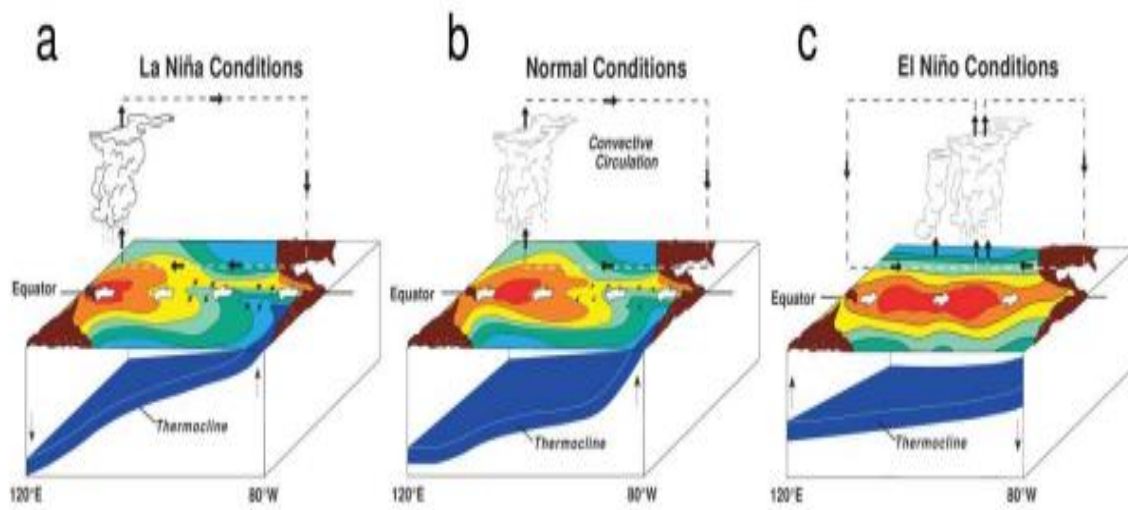 a
La Niña Conditions
Equator
Thermocline
120°E
80°W
b
Normal Conditions
Convective
Circulation
Equator
Thermocline
120°E
80°W
c
El Niño Conditions
Equator
Thermocline
120°E
80°W